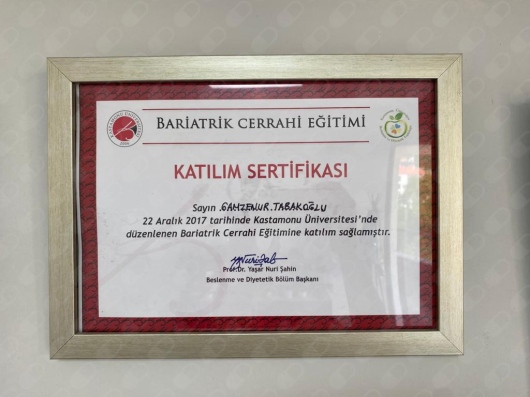 BARİATRİK CERRAHİ EĞİTİMİ
KATILIM SERTİFİKASI
Sayın GAMZENUR TABAKOĞLU
22 Aralık 2017 tarihinde Kastamonu Üniversitesi’nde
düzenlenen Bariatrik Cerrahi Eğitimine katılım sağlamıştır.
Prof.Dr. Yaşar Nuri Şahin
Beslenme ve Diyetetik Bölüm Başkanı